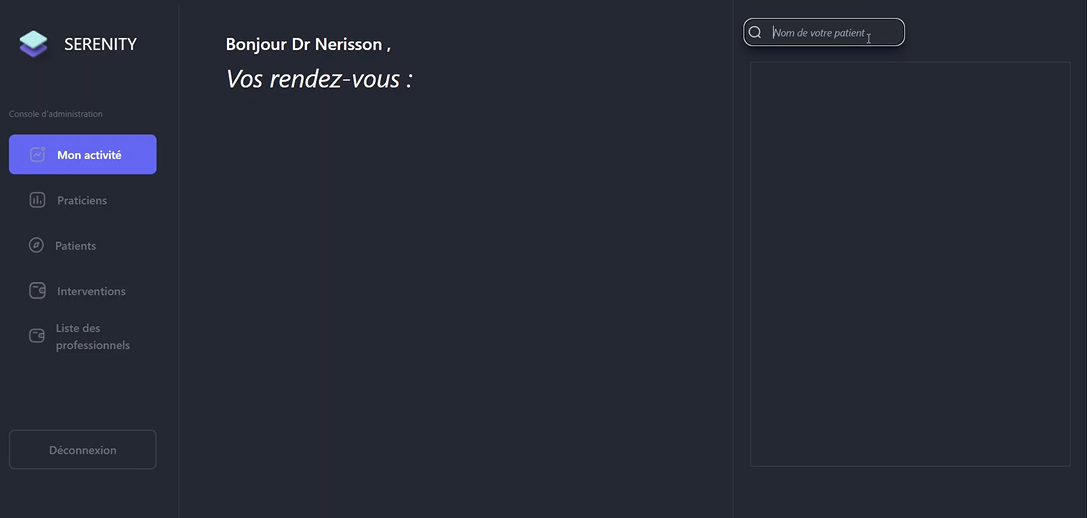 SERENITY
Console d'administration
Mon activité
Praticiens
Patients
Interventions
Liste des
professionnels
Déconnexion
Bonjour Dr Nerisson ,
Vos rendez-vous :
Nom de votre patient